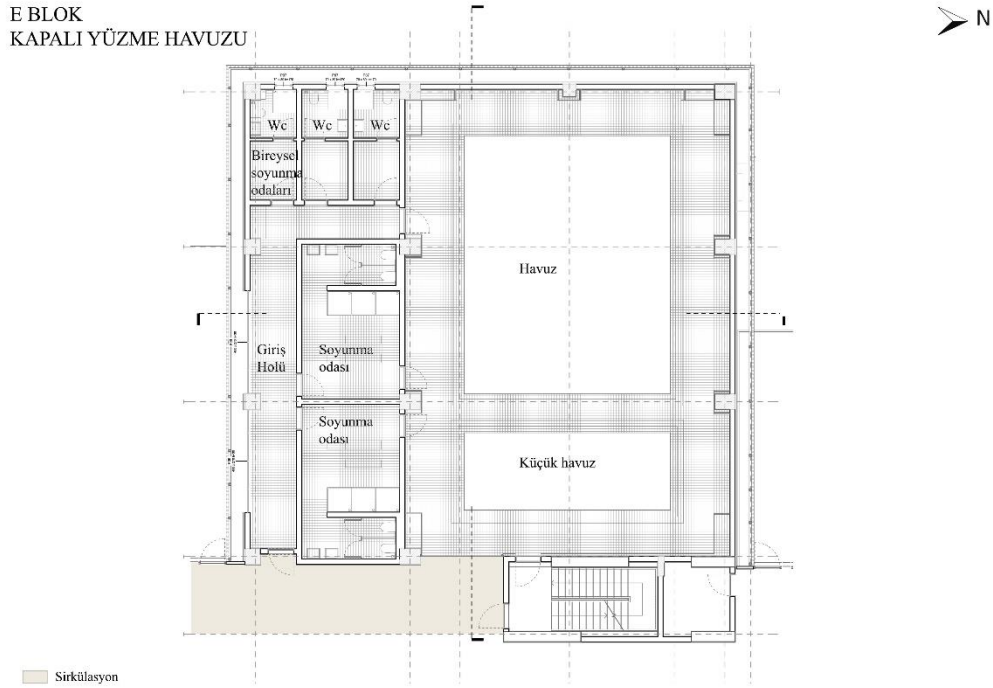 E BLOK
KAPALI YÜZME HAVUZU
N
Wc
Wc
Wc
Bireysel
soyunma
odaları
Havuz
Giriş
Holü
Soyunma
odası
Soyunma
odası
Küçük havuz
Sirkülasyon